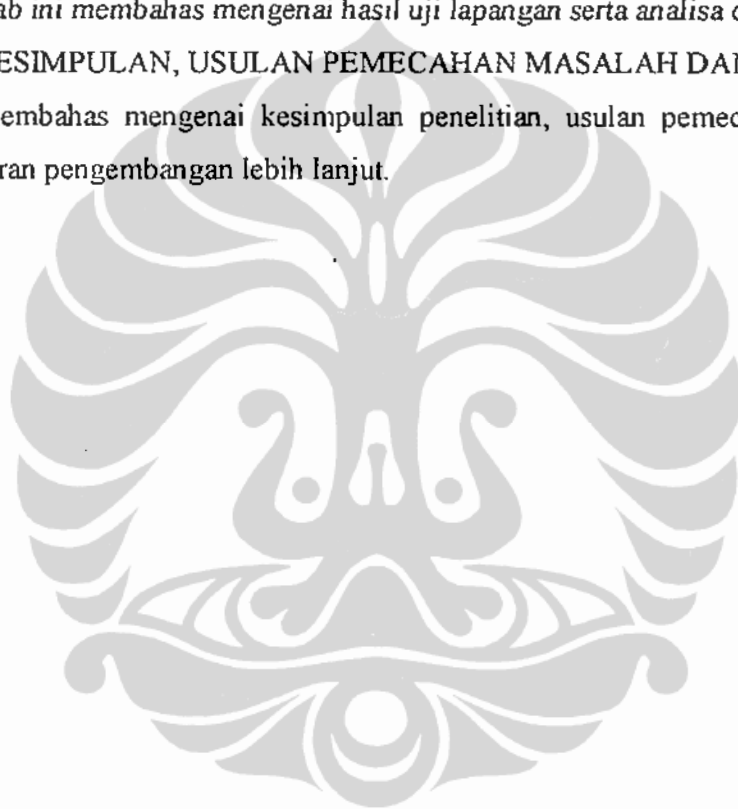 ab ini membahas mengenai hasil uji lapangan serta analisa
ESIMPULAN, USULAN PEMECAHAN MASALAH DAN
embahas mengenai kesimpulan penelitian, usulan pemec
ran pengembangan lebih lanjut.